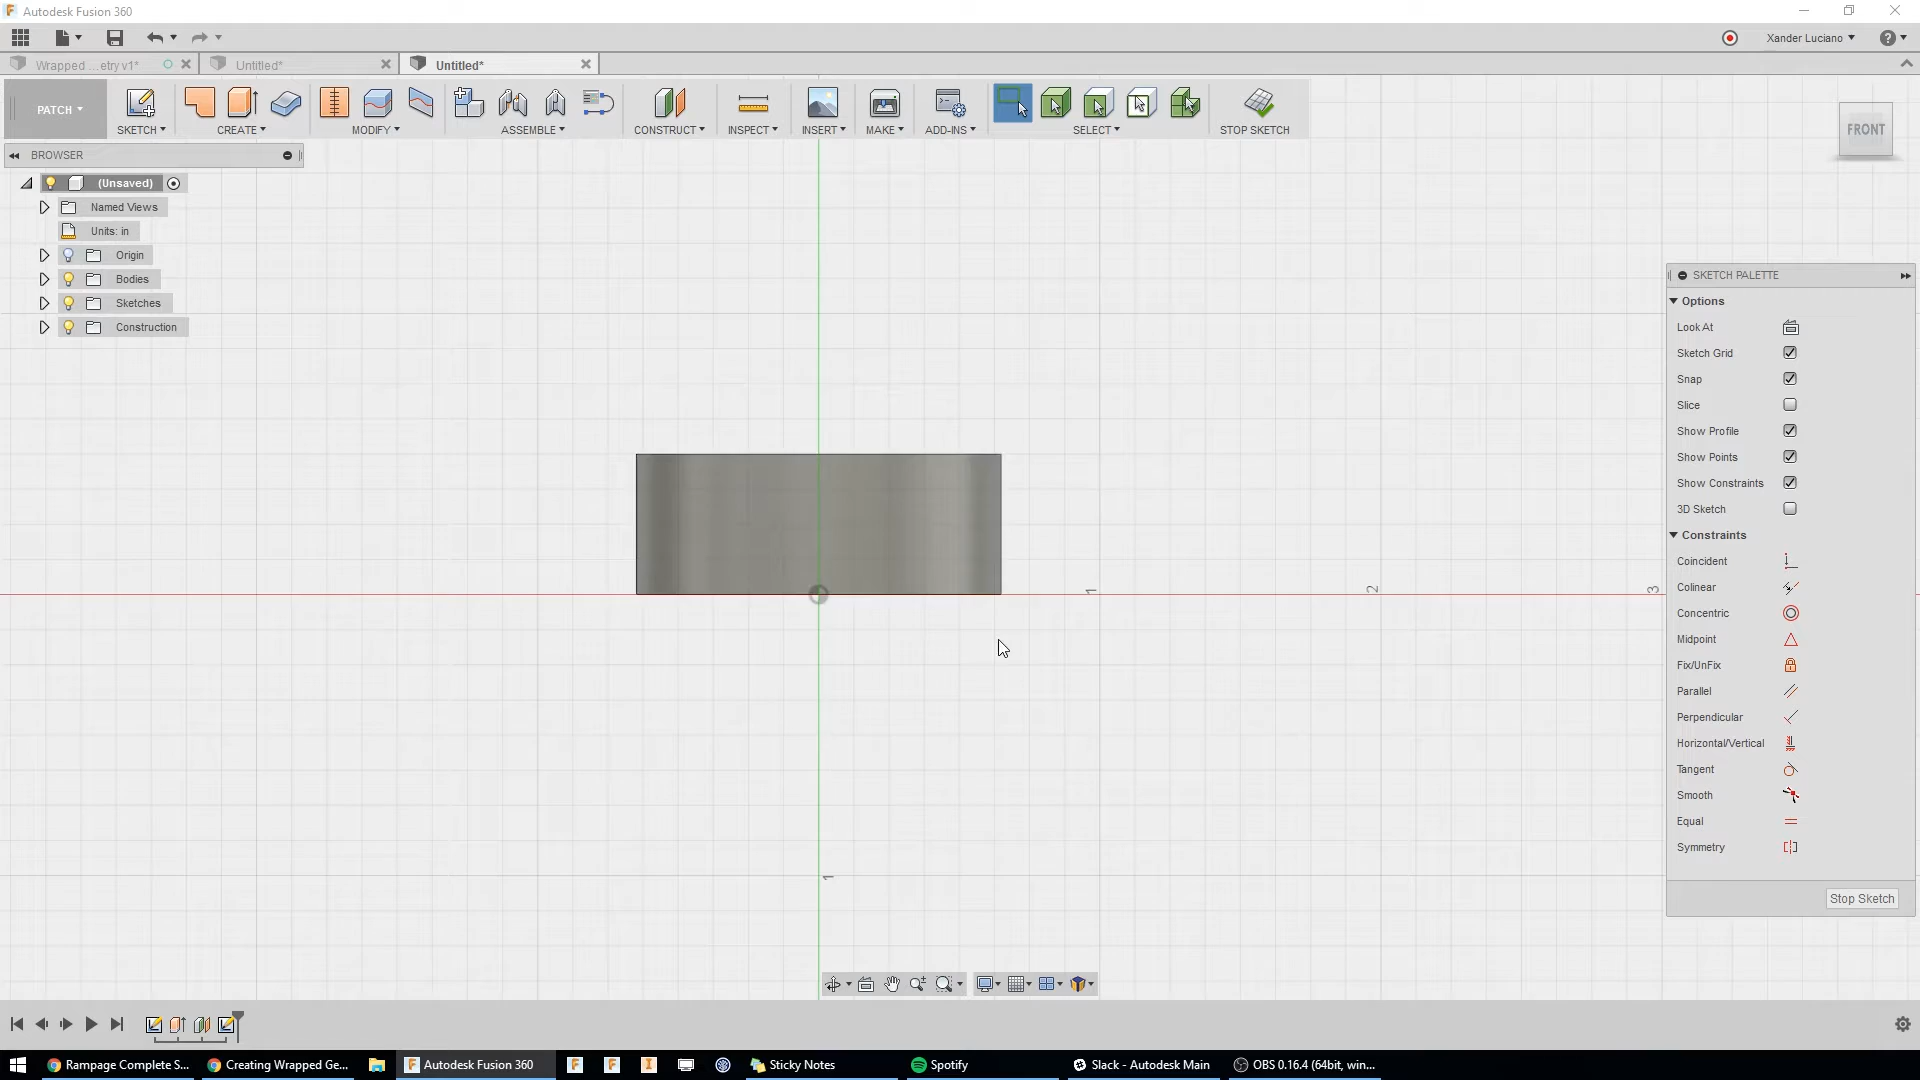 Autodesk Fusion 360
Xander Luciano
Wrapped ...etry v1*
Untitled*
Untitled*
PATCH
SKETCH
CREATE
MODIFY
ASSEMBLE
CONSTRUCT
INSPECT
INSERT
MAKE
ADD-INS
SELECT
STOP SKETCH
FRONT
BROWSER
(Unsaved)
Named Views
Units: in
Origin
Bodies
Sketches
Construction
1
2
3
1
SKETCH PALETTE
Options
Look At
Sketch Grid
Snap
Slice
Show Profile
Show Points
Show Constraints
3D Sketch
Constraints
Coincident
Colinear
Concentric
Midpoint
Fix/UnFix
Parallel
Perpendicular
Horizontal/Vertical
Tangent
Smooth
Equal
Symmetry
Stop Sketch
Rampage Complete S...
Creating Wrapped Ge...
Autodesk Fusion 360
Sticky Notes
Spotify
Slack - Autodesk Main
OBS 0.16.4 (64bit, win...